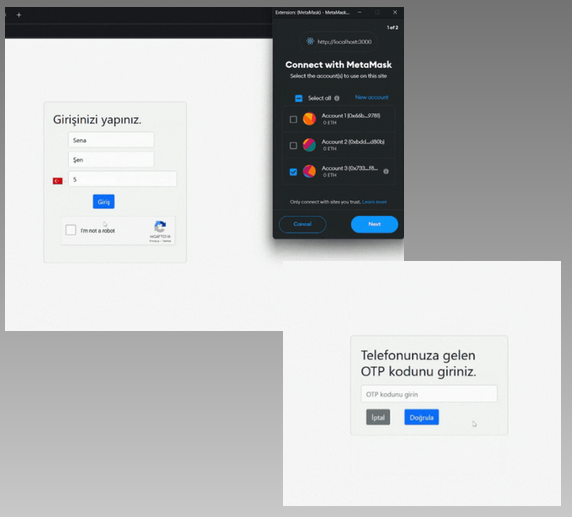 Extension: (MetaMask) - MetaMask...
1 of 2
http://localhost:3000
Connect with MetaMask
Select the account(s) to use on this site
Select all
New account
Account 1 (0x66b...978f)
0 ETH
Account 2 (0xbdd...d80b)
0 ETH
Account 3 (0x733...f8...
0 ETH
Only connect with sites you trust. Learn more
Cancel
Next
Girişinizi yapınız.
Sena
Şen
5
Giriş
I'm not a robot
reCAPTCHA
Privacy - Terms
Telefonunuza gelen
OTP kodunu giriniz.
OTP kodunu girin
İptal
Doğrula